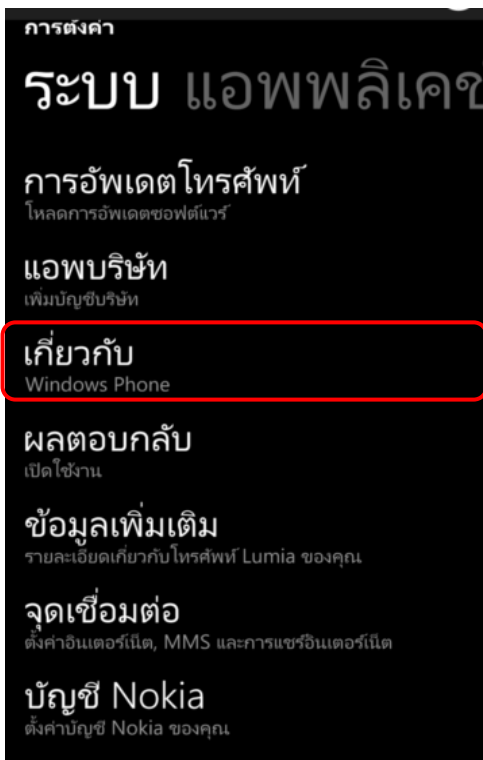 การตั้งค่า
ระบบ แอพพลิเคช
การอัพเดตโทรศัพท์
โหลดการอัพเดตซอฟต์แวร์
แอพบริษัท
เพิ่มบัญชีบริษัท
เกี่ยวกับ
Windows Phone
ผลตอบกลับ
เปิดใช้งาน
ข้อมูลเพิ่มเติม
รายละเอียดเกี่ยวกับโทรศัพท์ Lumia ของคุณ
จุดเชื่อมต่อ
ตั้งค่าอินเตอร์เน็ต, MMS และการแชร์อินเตอร์เน็ต
บัญชี Nokia
ตั้งค่าบัญชี Nokia ของคุณ